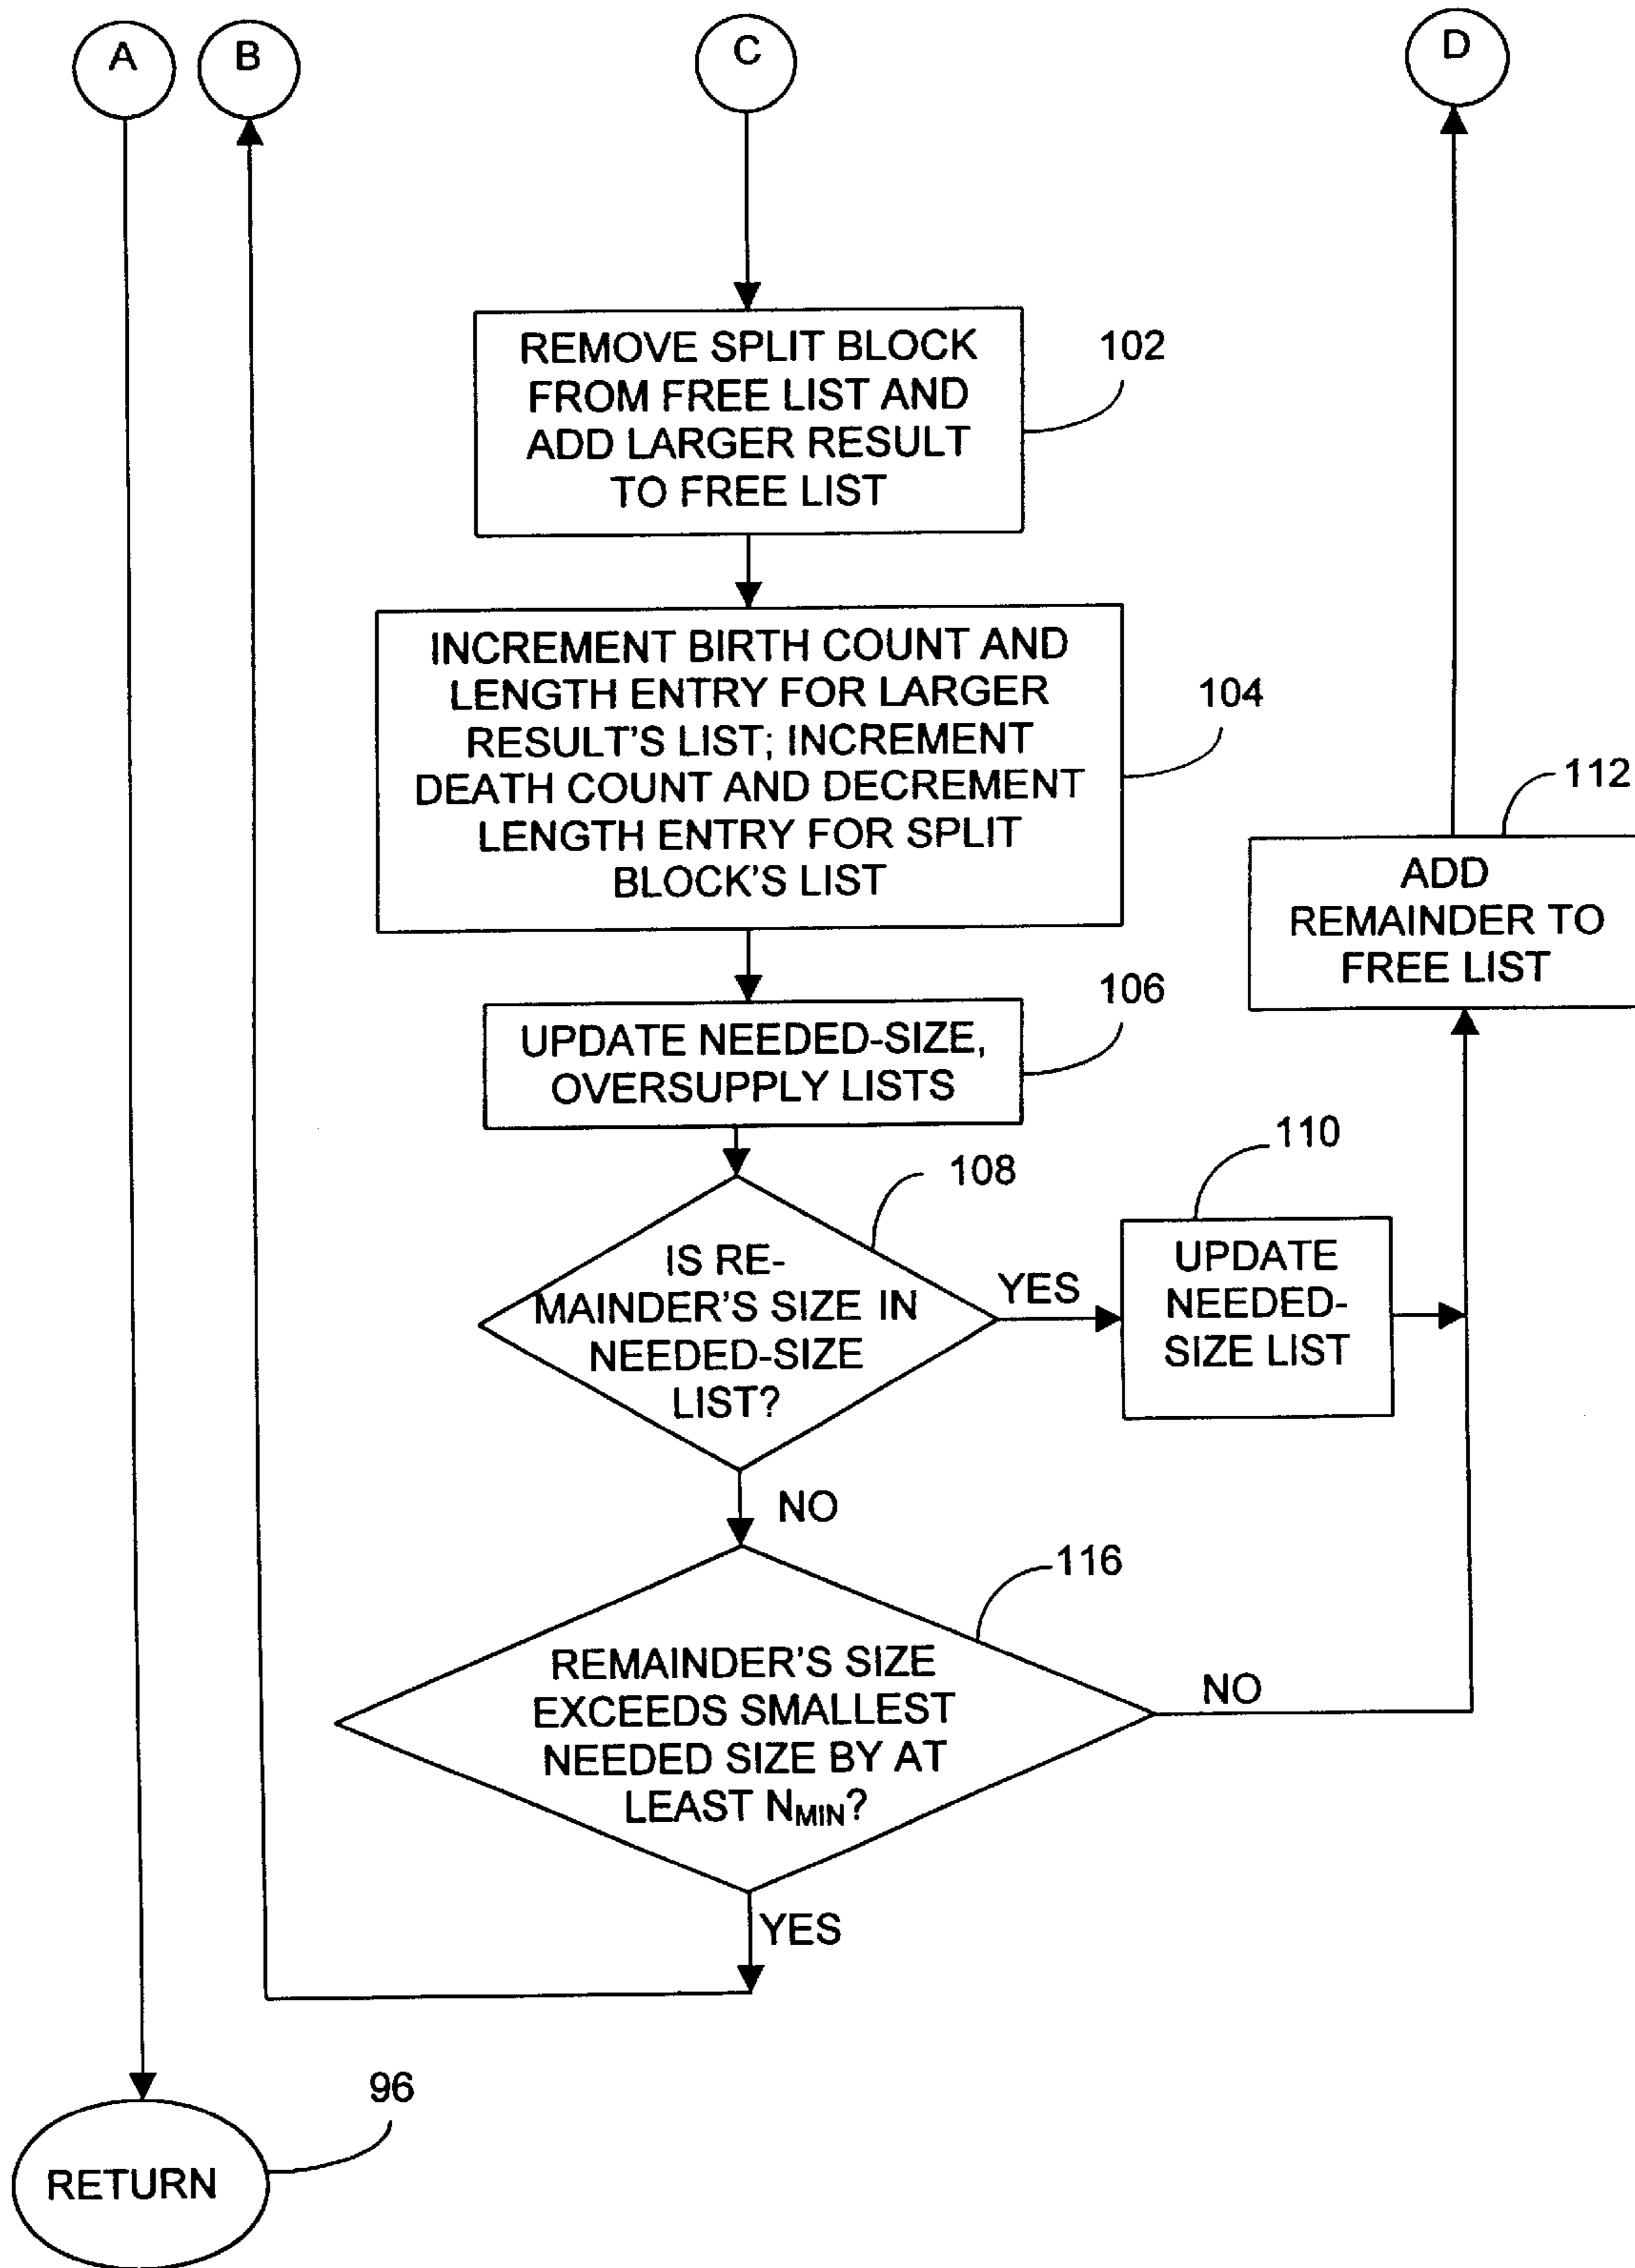 A
B
C
D
REMOVE SPLIT BLOCK
FROM FREE LIST AND
ADD LARGER RESULT
TO FREE LIST
102
INCREMENT BIRTH COUNT AND
LENGTH ENTRY FOR LARGER
RESULT'S LIST; INCREMENT
DEATH COUNT AND DECREMENT
LENGTH ENTRY FOR SPLIT
BLOCK'S LIST
104
112
ADD
REMAINDER TO
FREE LIST
UPDATE NEEDED-SIZE,
OVERSUPPLY LISTS
106
IS RE-
MAINDER'S SIZE IN
NEEDED-SIZE
LIST?
108
YES
110
UPDATE
NEEDED-
SIZE LIST
NO
REMAINDER'S SIZE
EXCEEDS SMALLEST
NEEDED SIZE BY AT
LEAST NMIN?
116
NO
YES
RETURN
96